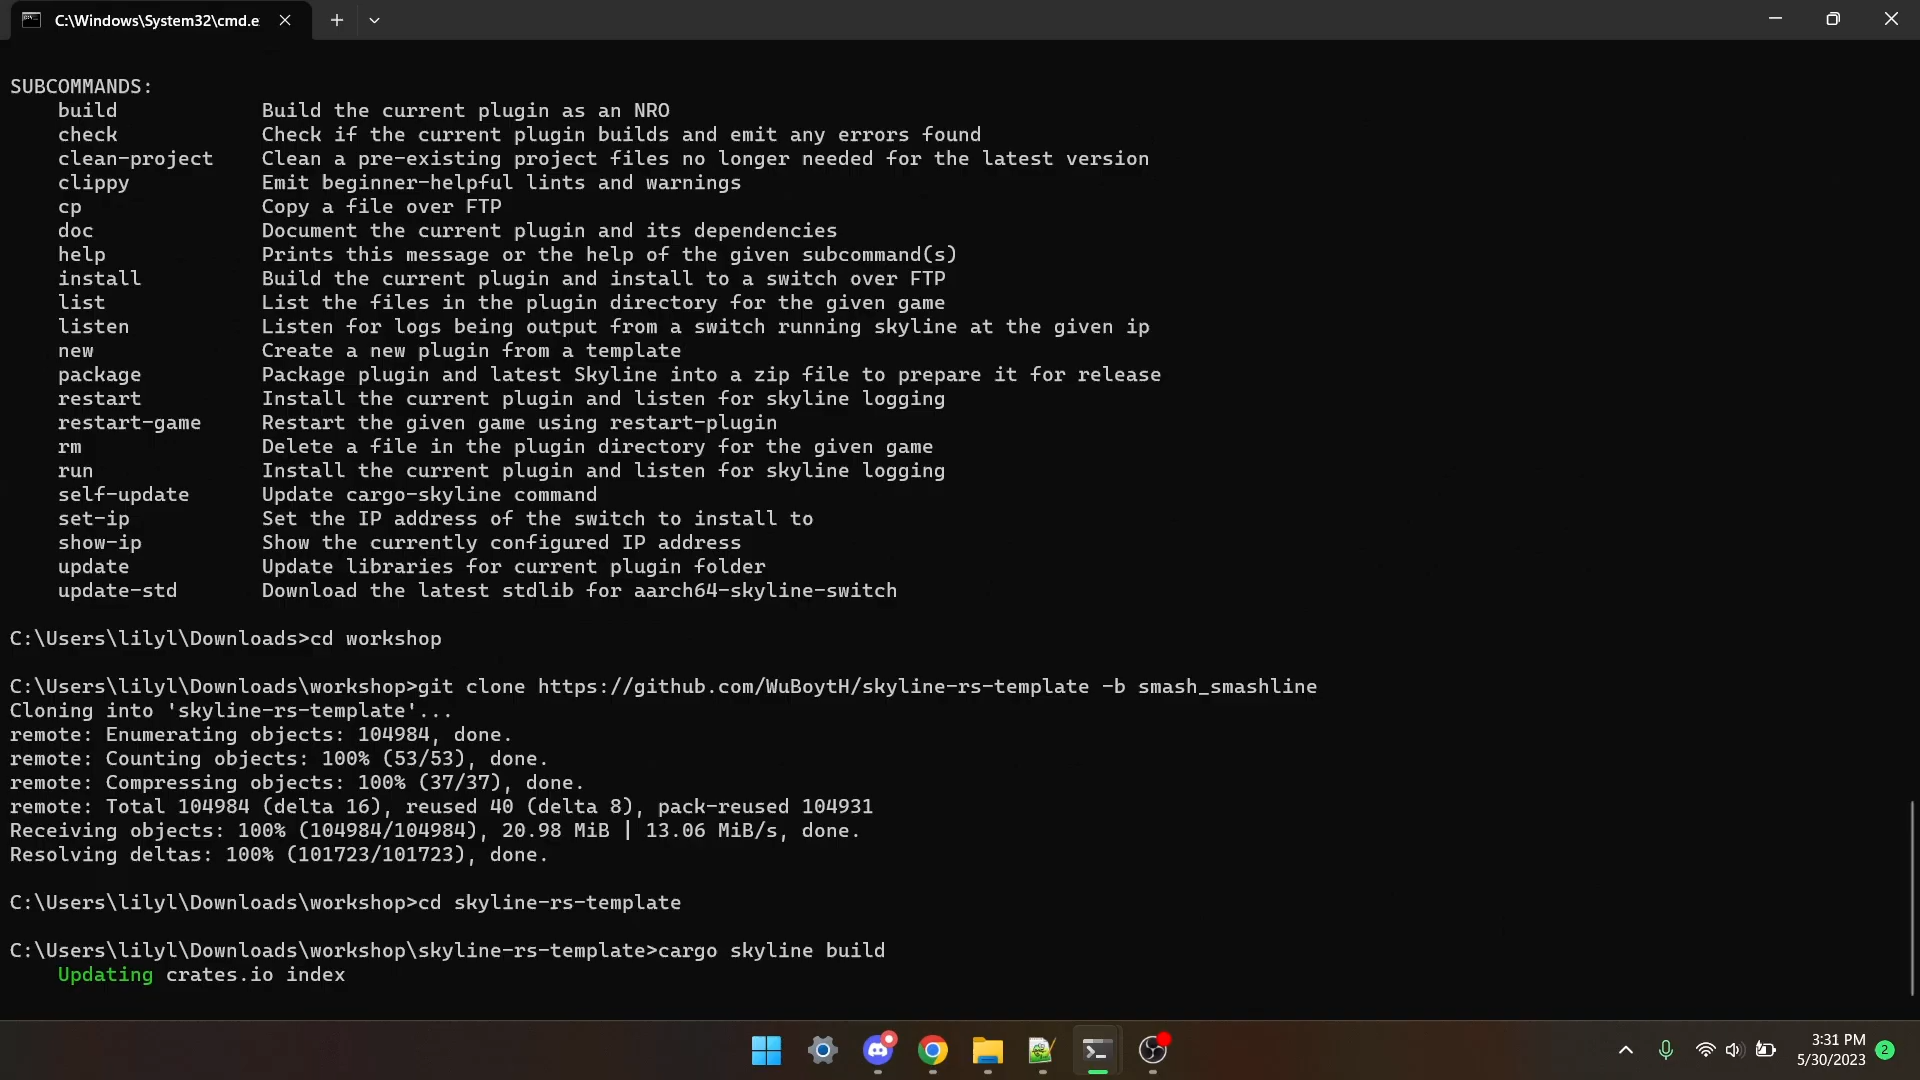 C:\Windows\System32\cmd.e
SUBCOMMANDS:
build Build the current plugin as an NRO
check Check if the current plugin builds and emit any errors found
clean-project Clean a pre-existing project files no longer needed for the latest version
clippy Emit beginner-helpful lints and warnings
cp Copy a file over FTP
doc Document the current plugin and its dependencies
help Prints this message or the help of the given subcommand(s)
install Build the current plugin and install to a switch over FTP
list List the files in the plugin directory for the given game
listen Listen for logs being output from a switch running skyline at the given ip
new Create a new plugin from a template
package Package plugin and latest Skyline into a zip file to prepare it for release
restart Install the current plugin and listen for skyline logging
restart-game Restart the given game using restart-plugin
rm Delete a file in the plugin directory for the given game
run Install the current plugin and listen for skyline logging
self-update Update cargo-skyline command
set-ip Set the IP address of the switch to install to
show-ip Show the currently configured IP address
update Update libraries for current plugin folder
update-std Download the latest stdlib for aarch64-skyline-switch
C:\Users\lilyl\Downloads>cd workshop
C:\Users\lilyl\Downloads\workshop>git clone https://github.com/WuBoytH/skyline-rs-template -b smash_smashline
Cloning into 'skyline-rs-template'...
remote: Enumerating objects: 104984, done.
remote: Counting objects: 100% (53/53), done.
remote: Compressing objects: 100% (37/37), done.
remote: Total 104984 (delta 16), reused 40 (delta 8), pack-reused 104931
Receiving objects: 100% (104984/104984), 20.98 MiB | 13.06 MiB/s, done.
Resolving deltas: 100% (101723/101723), done.
C:\Users\lilyl\Downloads\workshop>cd skyline-rs-template
C:\Users\lilyl\Downloads\workshop\skyline-rs-template>cargo skyline build
Updating crates.io index
3:31 PM
5/30/2023
2